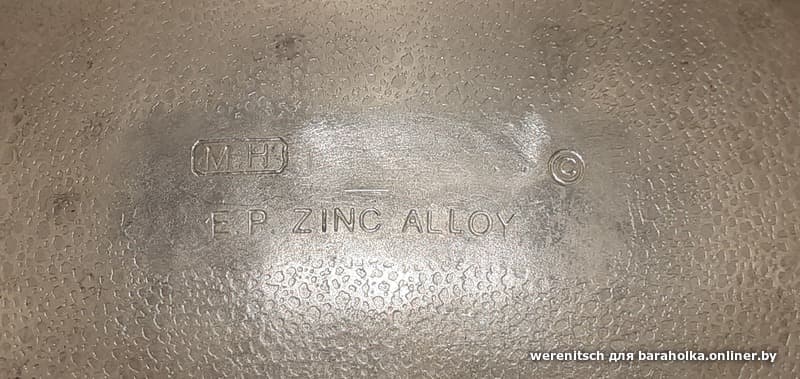 M·H ©
E.P. ZINC ALLOY
werenitsch для baraholka.onliner.by